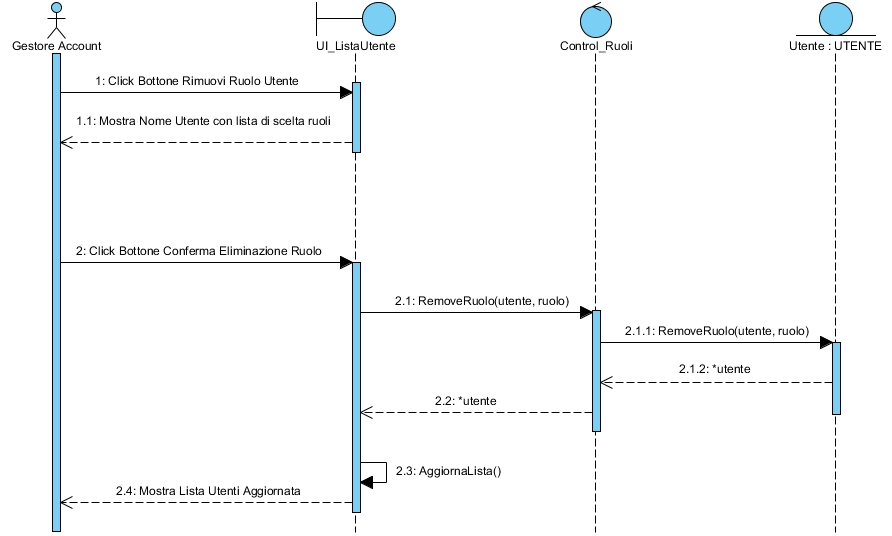 Gestore Account
UI_ListaUtente
Control_Ruoli
Utente : UTENTE
1: Click Bottone Rimuovi Ruolo Utente
1.1: Mostra Nome Utente con lista di scelta ruoli
2: Click Bottone Conferma Eliminazione Ruolo
2.1: RemoveRuolo(utente, ruolo)
2.1.1: RemoveRuolo(utente, ruolo)
2.1.2: *utente
2.2: *utente
2.3: AggiornaLista()
2.4: Mostra Lista Utenti Aggiornata